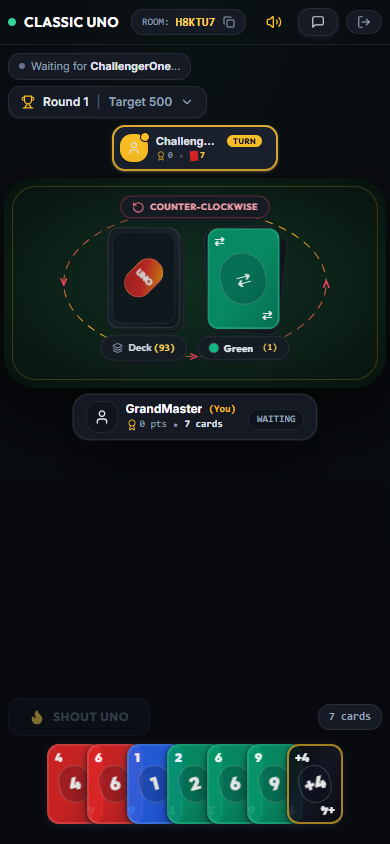 CLASSIC UNO
ROOM: H8KTU7
Waiting for ChallengerOne...
Round 1 | Target 500
Challeng... TURN
0 • 7
COUNTER-CLOCKWISE
UNO
Deck (93)
Green (1)
GrandMaster (You)
0 pts • 7 cards
WAITING
SHOUT UNO
7 cards
4 6 1 2 6 9 +4
4 6 1 2 6 9 +4
+4